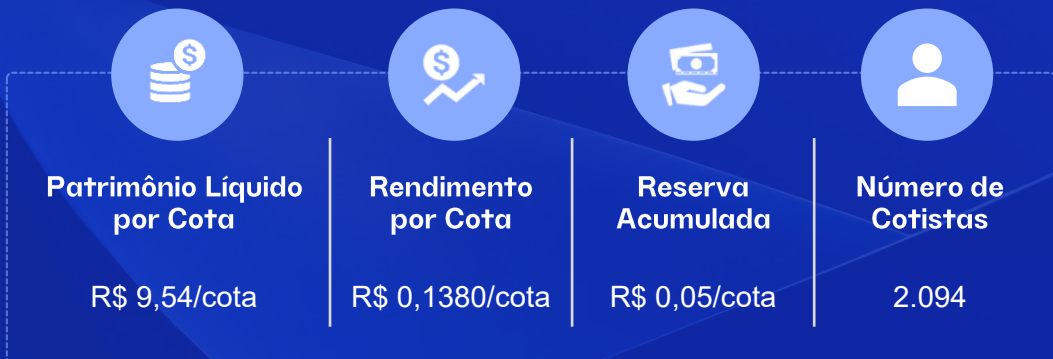 Patrimônio Líquido
por Cota
R$ 9,54/cota
Rendimento
por Cota
R$ 0,1380/cota
Reserva
Acumulada
R$ 0,05/cota
Número de
Cotistas
2.094